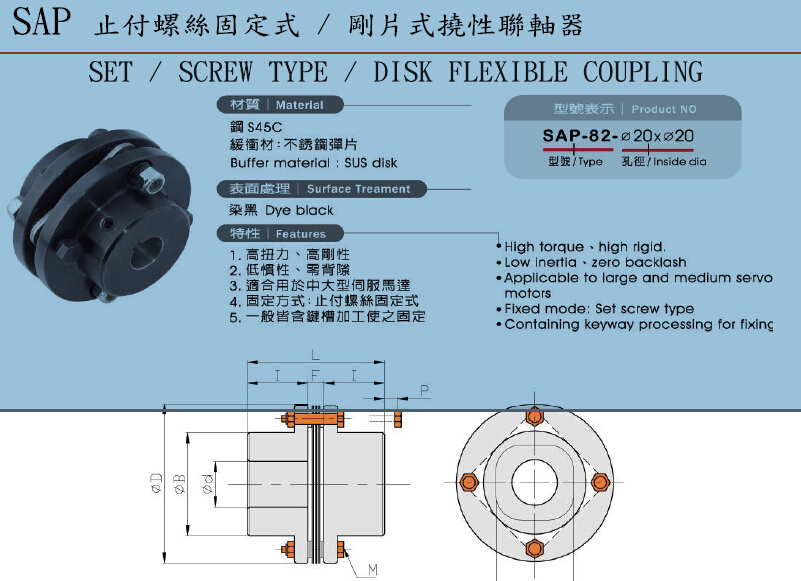 SAP 止付螺絲固定式 / 剛片式撓性聯軸器
SET / SCREW TYPE / DISK FLEXIBLE COUPLING
材質 | Material
鋼 S45C
緩衝材：不銹鋼彈片
Buffer material : SUS disk
表面處理 | Surface Treament
染黑 Dye black
特性 | Features
1. 高扭力、高剛性
2. 低慣性、零背隙
3. 適合用於中大型伺服馬達
4. 固定方式：止付螺絲固定式
5. 一般皆含鍵槽加工使之固定
型號表示 | Product NO
SAP-82-⌀20x⌀20
型號/Type 孔徑/Inside dia
•High torque、high rigid.
•Low inertia、zero backlash
•Applicable to large and medium servo
motors
•Fixed mode: Set screw type
•Containing keyway processing for fixing
L
I F I
P
⌀D ⌀B ⌀d
M